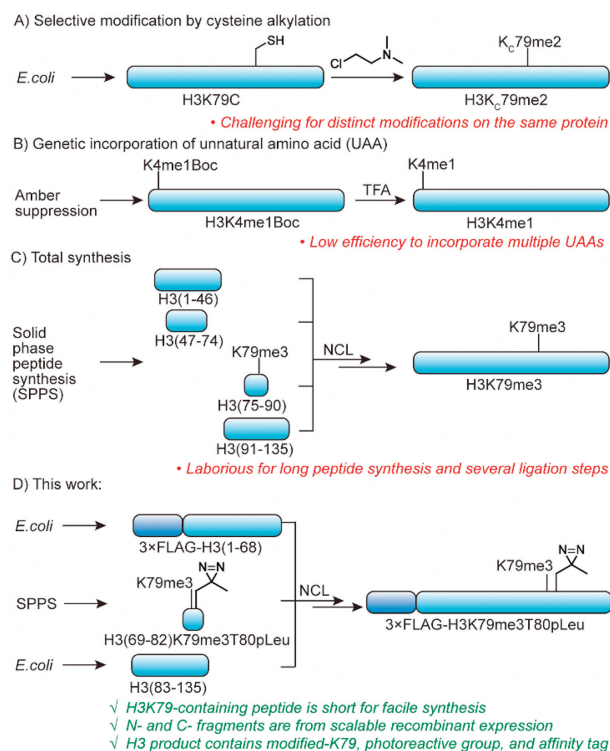 A) Selective modification by cysteine alkylation
SH
Cl
N
KC79me2
E.coli
H3K79C
H3KC79me2
• Challenging for distinct modifications on the same protein
B) Genetic incorporation of unnatural amino acid (UAA)
K4me1Boc
K4me1
Amber
suppression
TFA
H3K4me1Boc
H3K4me1
• Low efficiency to incorporate multiple UAAs
C) Total synthesis
H3(1-46)
H3(47-74)
Solid
phase
peptide
synthesis
(SPPS)
K79me3
NCL
K79me3
H3(75-90)
H3K79me3
H3(91-135)
• Laborious for long peptide synthesis and several ligation steps
D) This work:
E.coli
3×FLAG-H3(1-68)
N=N
K79me3
N=N
K79me3
SPPS
NCL
H3(69-82)K79me3T80pLeu
3×FLAG-H3K79me3T80pLeu
E.coli
H3(83-135)
√ H3K79-containing peptide is short for facile synthesis
√ N- and C- fragments are from scalable recombinant expression
√ H3 product contains modified-K79, photoreactive group, and affinity tag